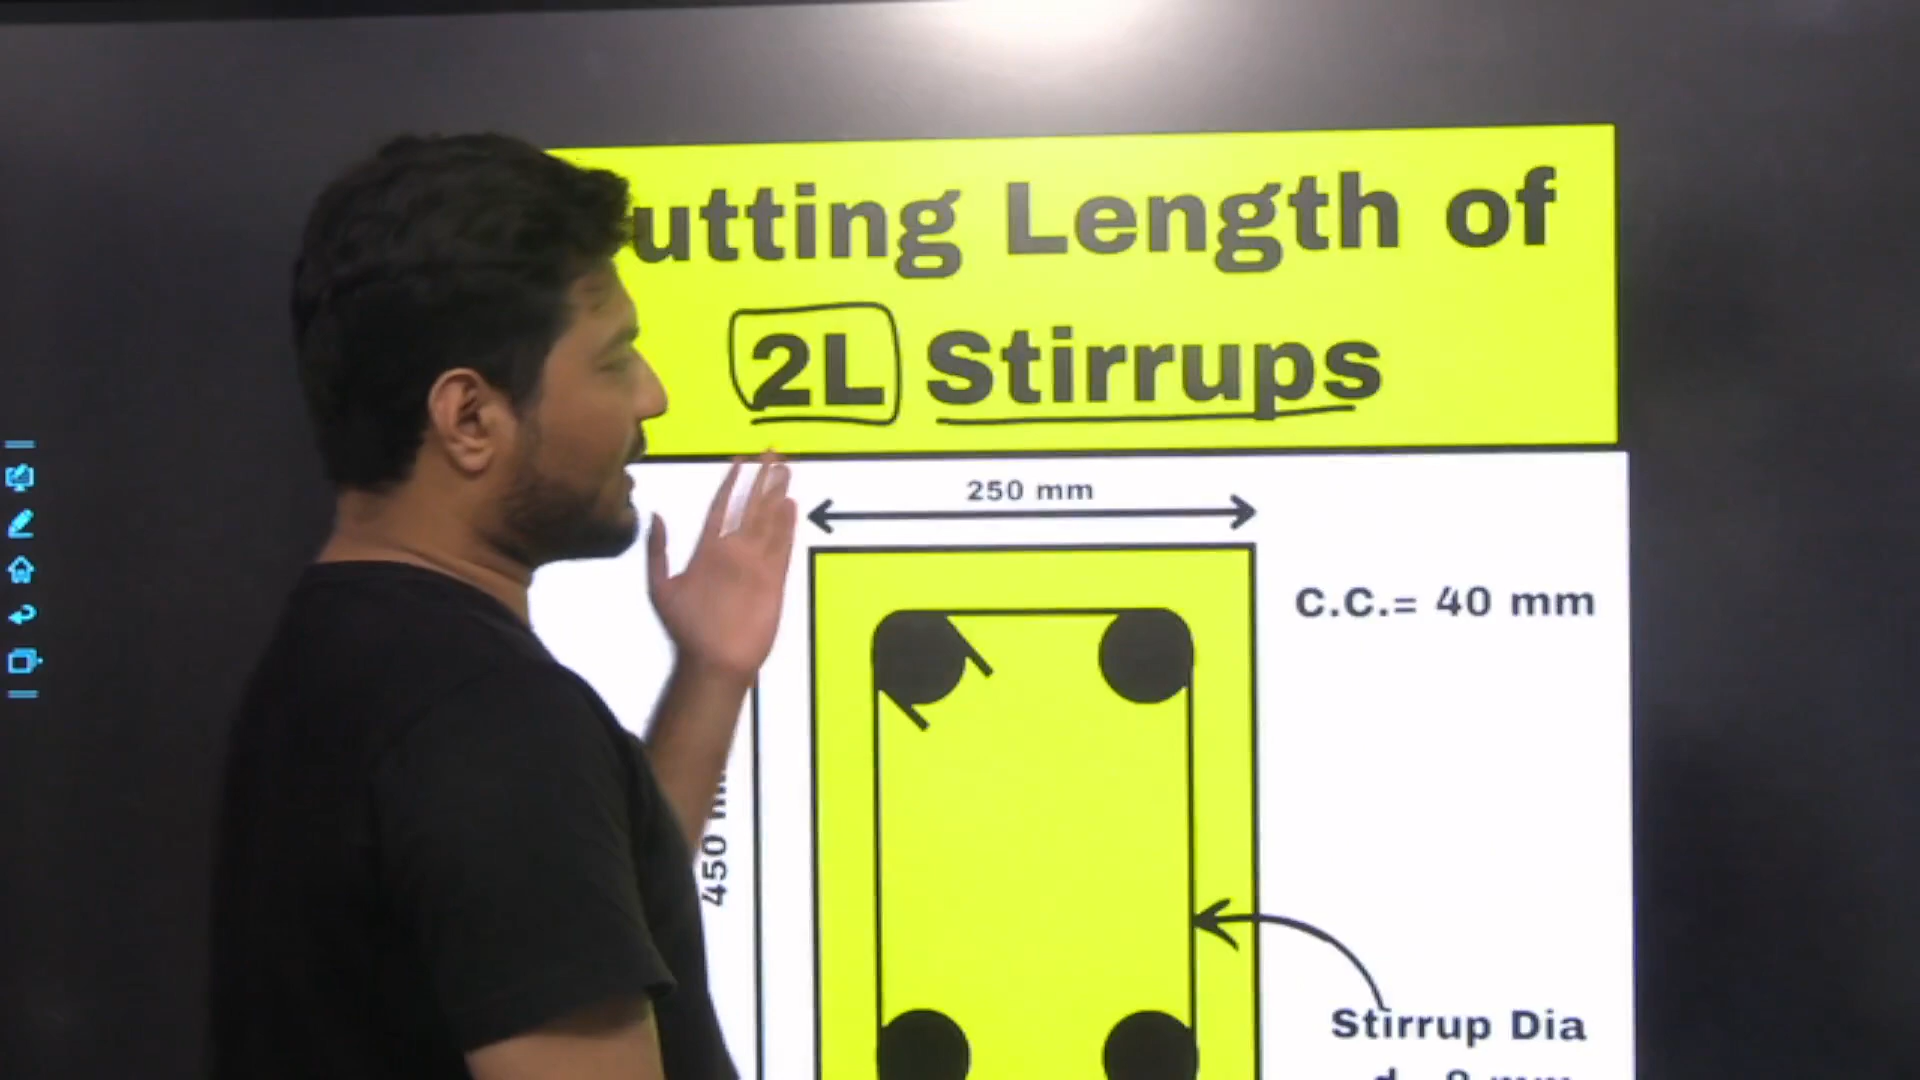 utting Length of
2L Stirrups
250 mm
C.C.= 40 mm
450
Stirrup Dia